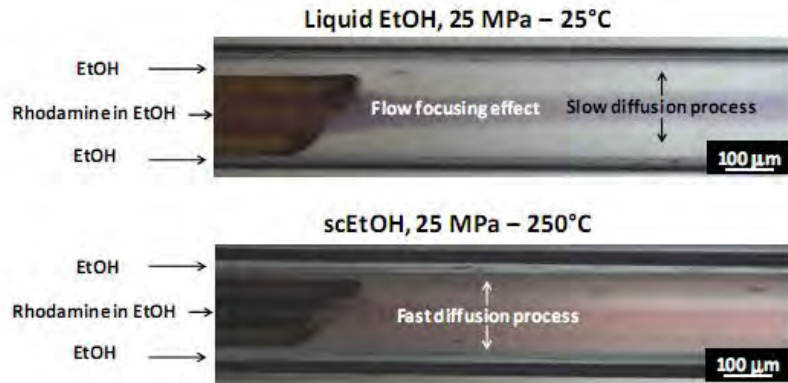 Liquid EtOH, 25 MPa – 25°C
EtOH
Rhodamine in EtOH
EtOH
Flow focusing effect
Slow diffusion process
100 µm
scEtOH, 25 MPa – 250°C
EtOH
Rhodamine in EtOH
EtOH
Fast diffusion process
100 µm